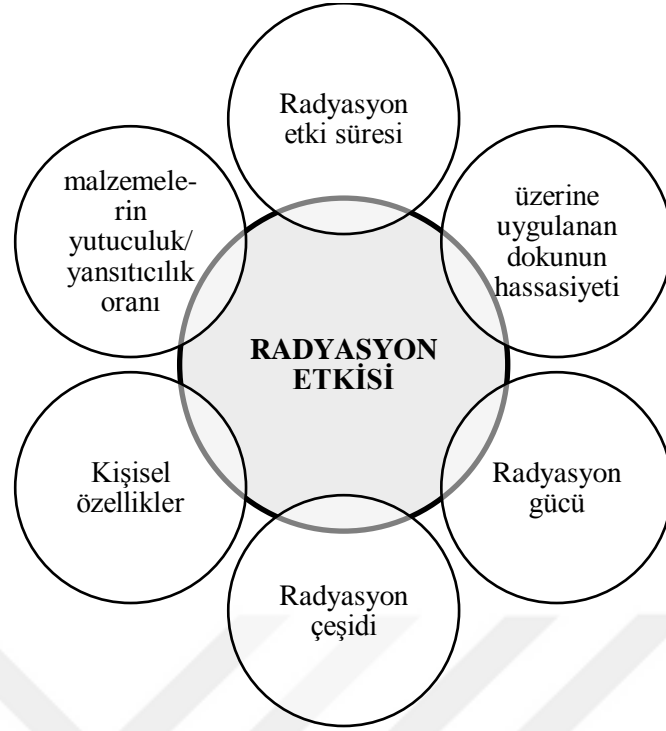 Radyasyon
etki süresi
üzerine
uygulanan
dokunun
hassasiyeti
Radyasyon
gücü
Radyasyon
çeşidi
Kişisel
özellikler
malzemele-
rin
yutuculuk/
yansıtıcılık
oranı
RADYASYON
ETKİSİ